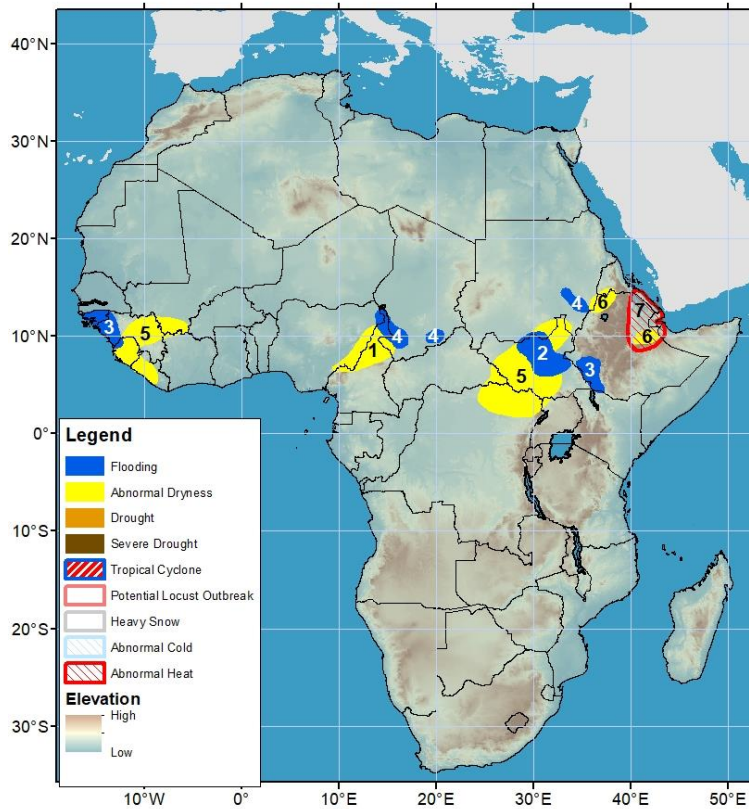 40°N
30°N
20°N
10°N
0°
10°S
20°S
30°S
3
5
1
4
4
4
6
7
6
2
5
3
Legend
Flooding
Abnormal Dryness
Drought
Severe Drought
Tropical Cyclone
Potential Locust Outbreak
Heavy Snow
Abnormal Cold
Abnormal Heat
Elevation
High
Low
10°W
0°
10°E
20°E
30°E
40°E
50°E